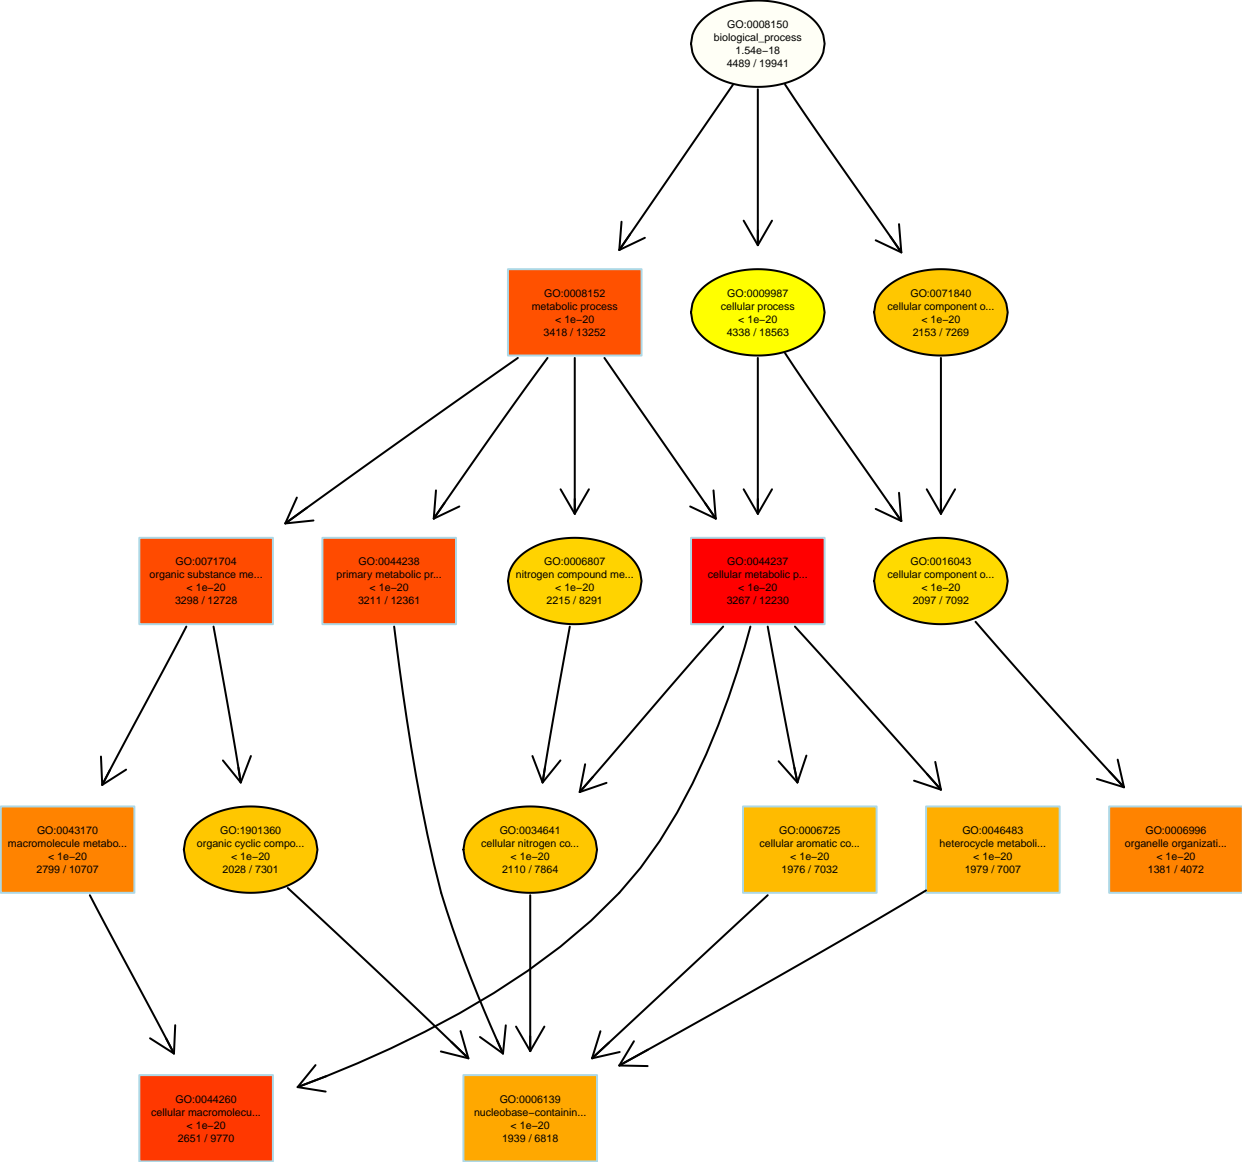 GO:0008150
biological_process
1.54e−18
4489 / 19941
GO:0008152
metabolic process
< 1e−20
3418 / 13252
GO:0009987
cellular process
< 1e−20
4338 / 18563
GO:0071840
cellular component o...
< 1e−20
2153 / 7269
GO:0071704
organic substance me...
< 1e−20
3298 / 12728
GO:0044238
primary metabolic pr...
< 1e−20
3211 / 12361
GO:0006807
nitrogen compound me...
< 1e−20
2215 / 8291
GO:0044237
cellular metabolic p...
< 1e−20
3267 / 12230
GO:0016043
cellular component o...
< 1e−20
2097 / 7092
GO:0043170
macromolecule metabo...
< 1e−20
2799 / 10707
GO:1901360
organic cyclic compo...
< 1e−20
2028 / 7301
GO:0034641
cellular nitrogen co...
< 1e−20
2110 / 7864
GO:0006725
cellular aromatic co...
< 1e−20
1976 / 7032
GO:0046483
heterocycle metaboli...
< 1e−20
1979 / 7007
GO:0006996
organelle organizati...
< 1e−20
1381 / 4072
GO:0044260
cellular macromolecu...
< 1e−20
2651 / 9770
GO:0006139
nucleobase−containin...
< 1e−20
1939 / 6818